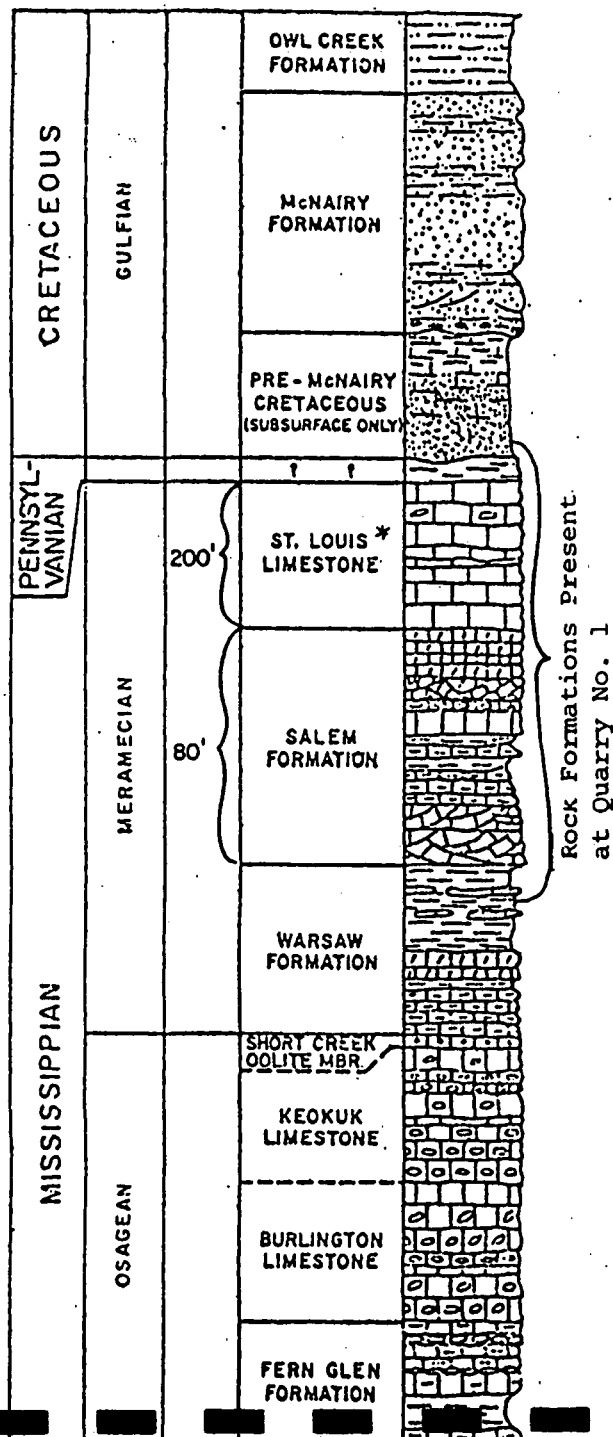 CRETACEOUS
GULFIAN
OWL CREEK
FORMATION
McNAIRY
FORMATION
PRE-McNAIRY
CRETACEOUS
(SUBSURFACE ONLY)
PENNSYL-
VANIAN
MISSISSIPPIAN
MERAMECIAN
200'
ST. LOUIS *
LIMESTONE
80'
SALEM
FORMATION
WARSAW
FORMATION
Rock Formations Present
at Quarry No. 1
OSAGEAN
SHORT CREEK
OOLITE MBR.
KEOKUK
LIMESTONE
BURLINGTON
LIMESTONE
FERN GLEN
FORMATION